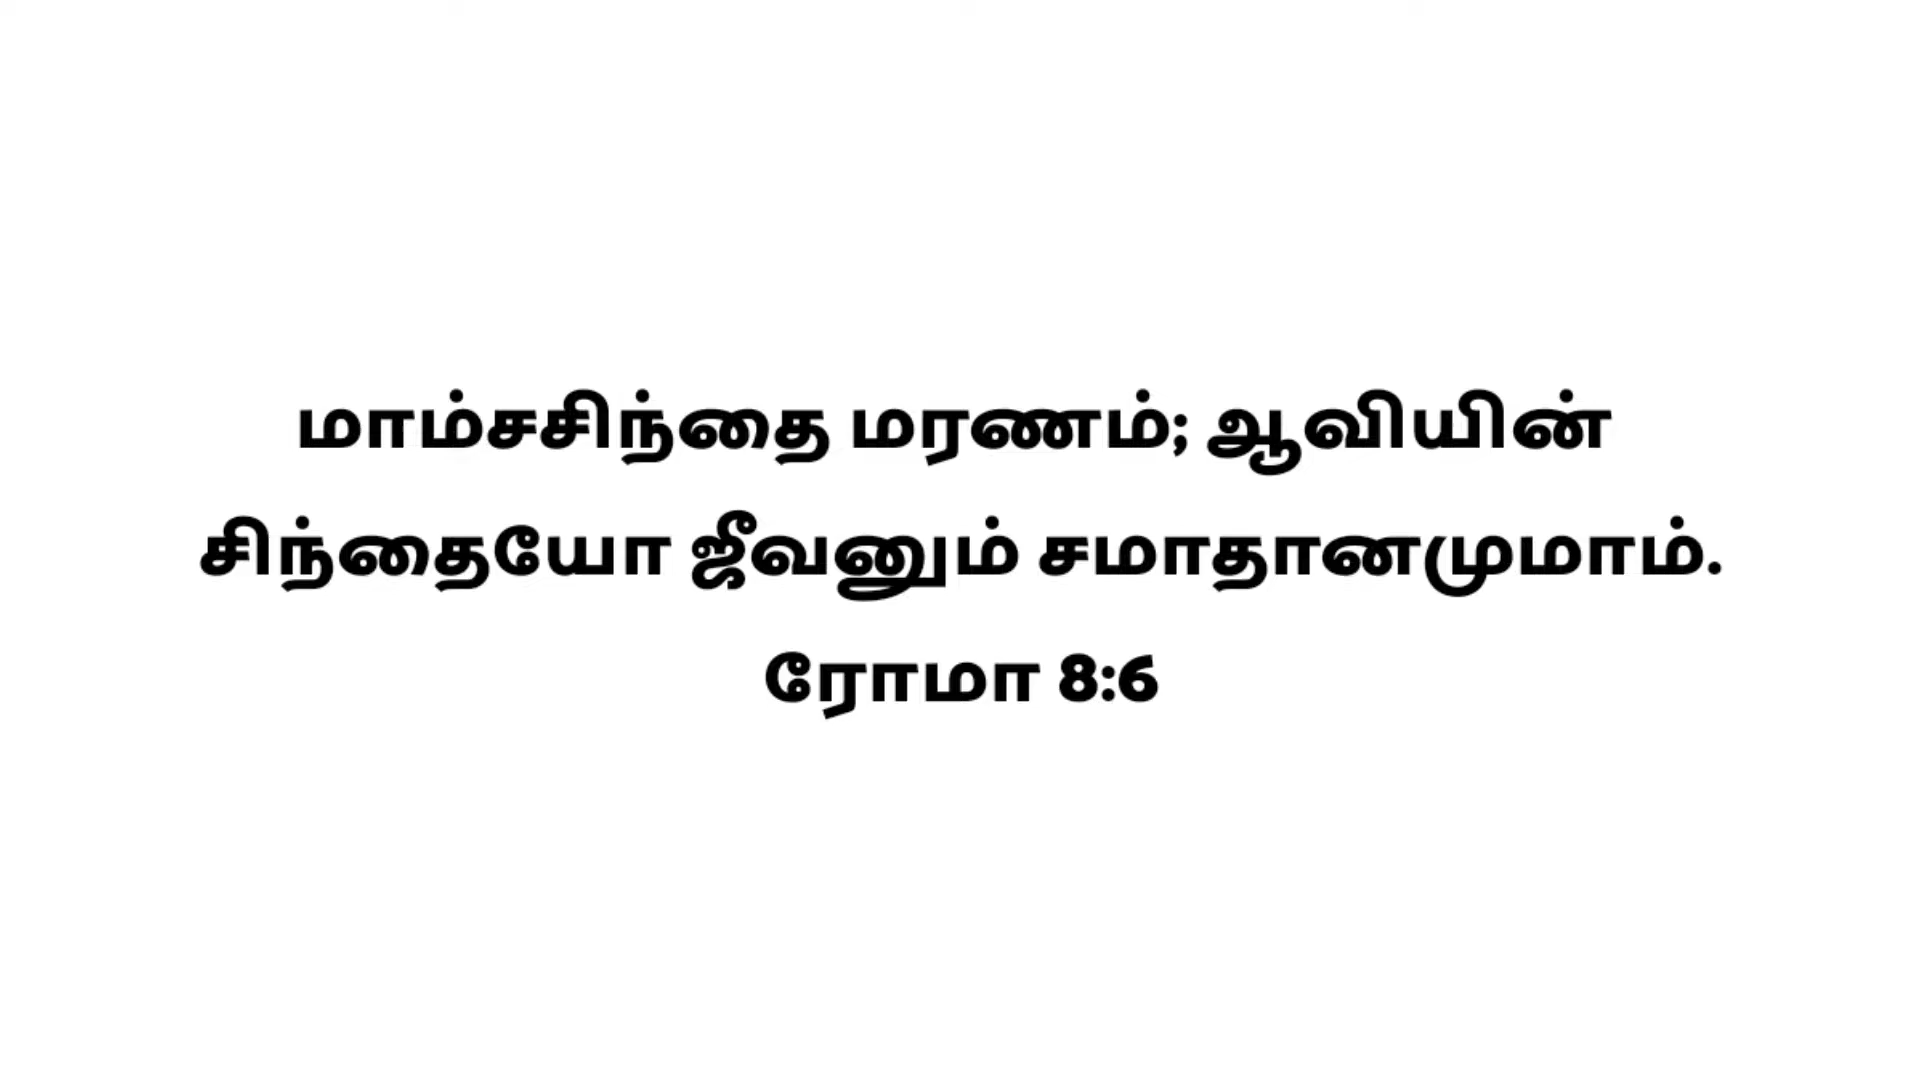 மாம்சசிந்தை மரணம்; ஆவியின்
சிந்தையோ ஜீவனும் சமாதானமுமாம்.
ரோமா 8:6